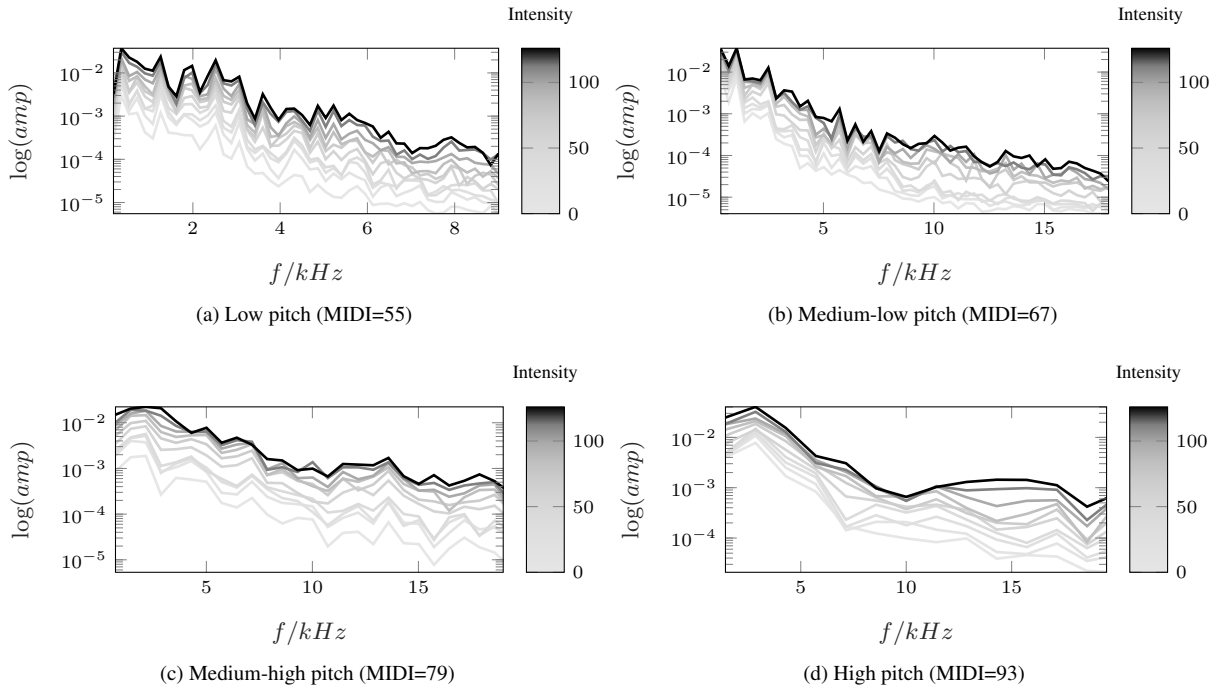 Intensity
Intensity
log(amp)
10−2
10−3
10−4
10−5
2
4
6
8
100
50
0
f/kHz
(a) Low pitch (MIDI=55)
log(amp)
10−2
10−3
10−4
10−5
5
10
15
100
50
0
f/kHz
(b) Medium-low pitch (MIDI=67)
Intensity
Intensity
log(amp)
10−2
10−3
10−4
10−5
5
10
15
100
50
0
f/kHz
(c) Medium-high pitch (MIDI=79)
log(amp)
10−2
10−3
10−4
5
10
15
100
50
0
f/kHz
(d) High pitch (MIDI=93)